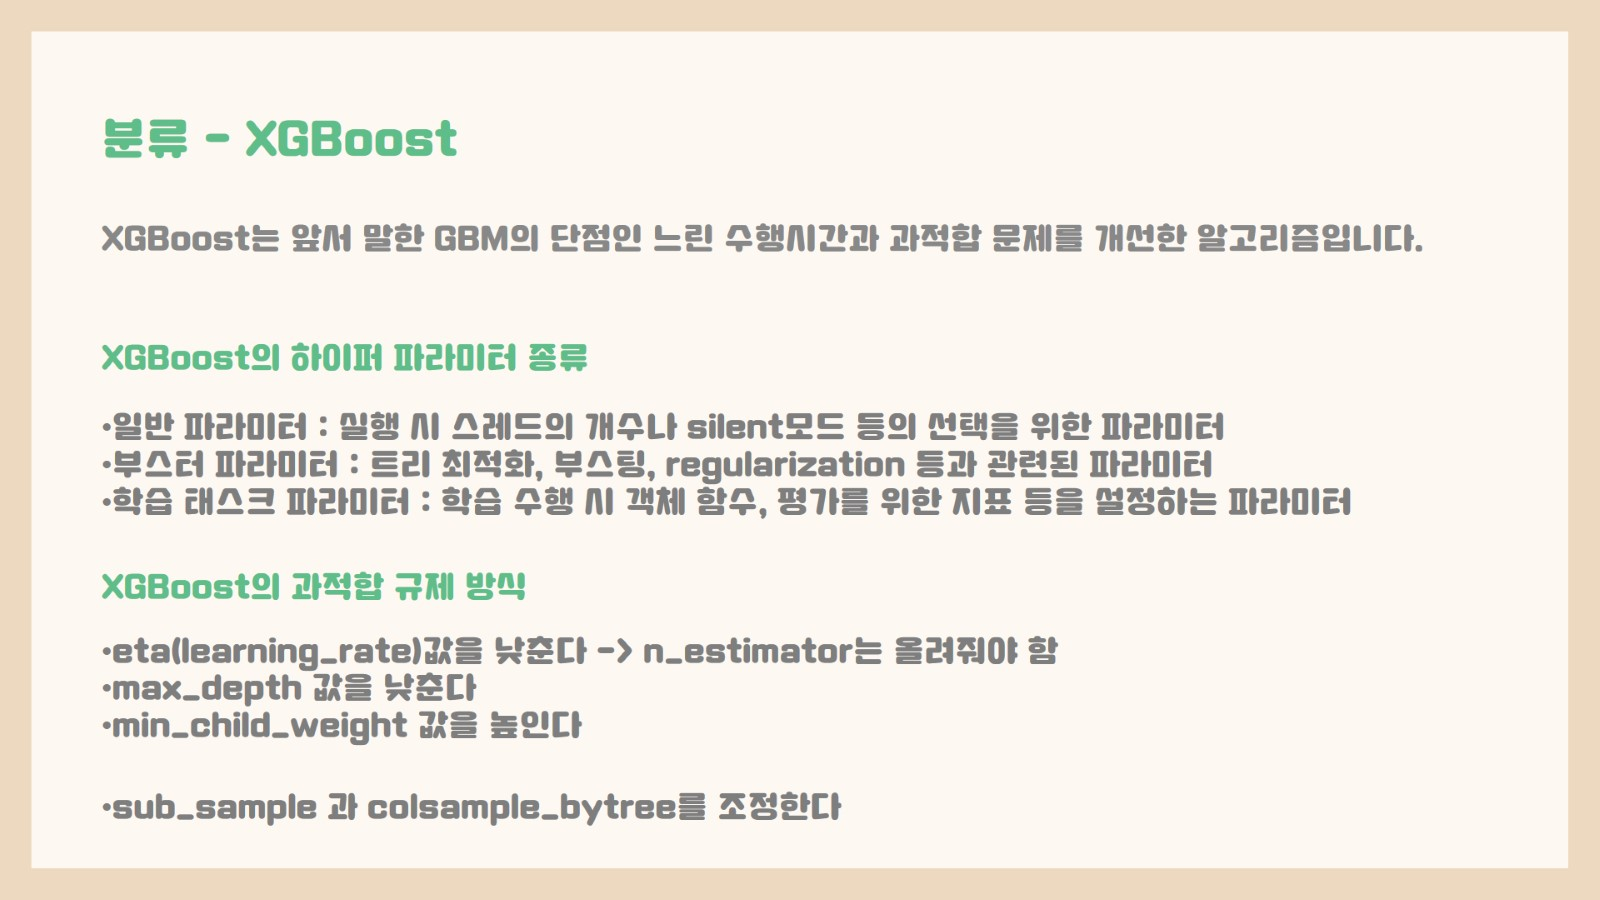 분류 - XGBoost
XGBoost는 앞서 말한 GBM의 단점인 느린 수행시간과 과적합 문제를 개선한 알고리즘입니다.
XGBoost의 하이퍼 파라미터 종류
•일반 파라미터 : 실행 시 스레드의 개수나 silent모드 등의 선택을 위한 파라미터
•부스터 파라미터 : 트리 최적화, 부스팅, regularization 등과 관련된 파라미터
•학습 태스크 파라미터 : 학습 수행 시 객체 함수, 평가를 위한 지표 등을 설정하는 파라미터
XGBoost의 과적합 규제 방식
•eta(learning_rate)값을 낮춘다 -> n_estimator는 올려줘야 함
•max_depth 값을 낮춘다
•min_child_weight 값을 높인다
•sub_sample 과 colsample_bytree를 조정한다